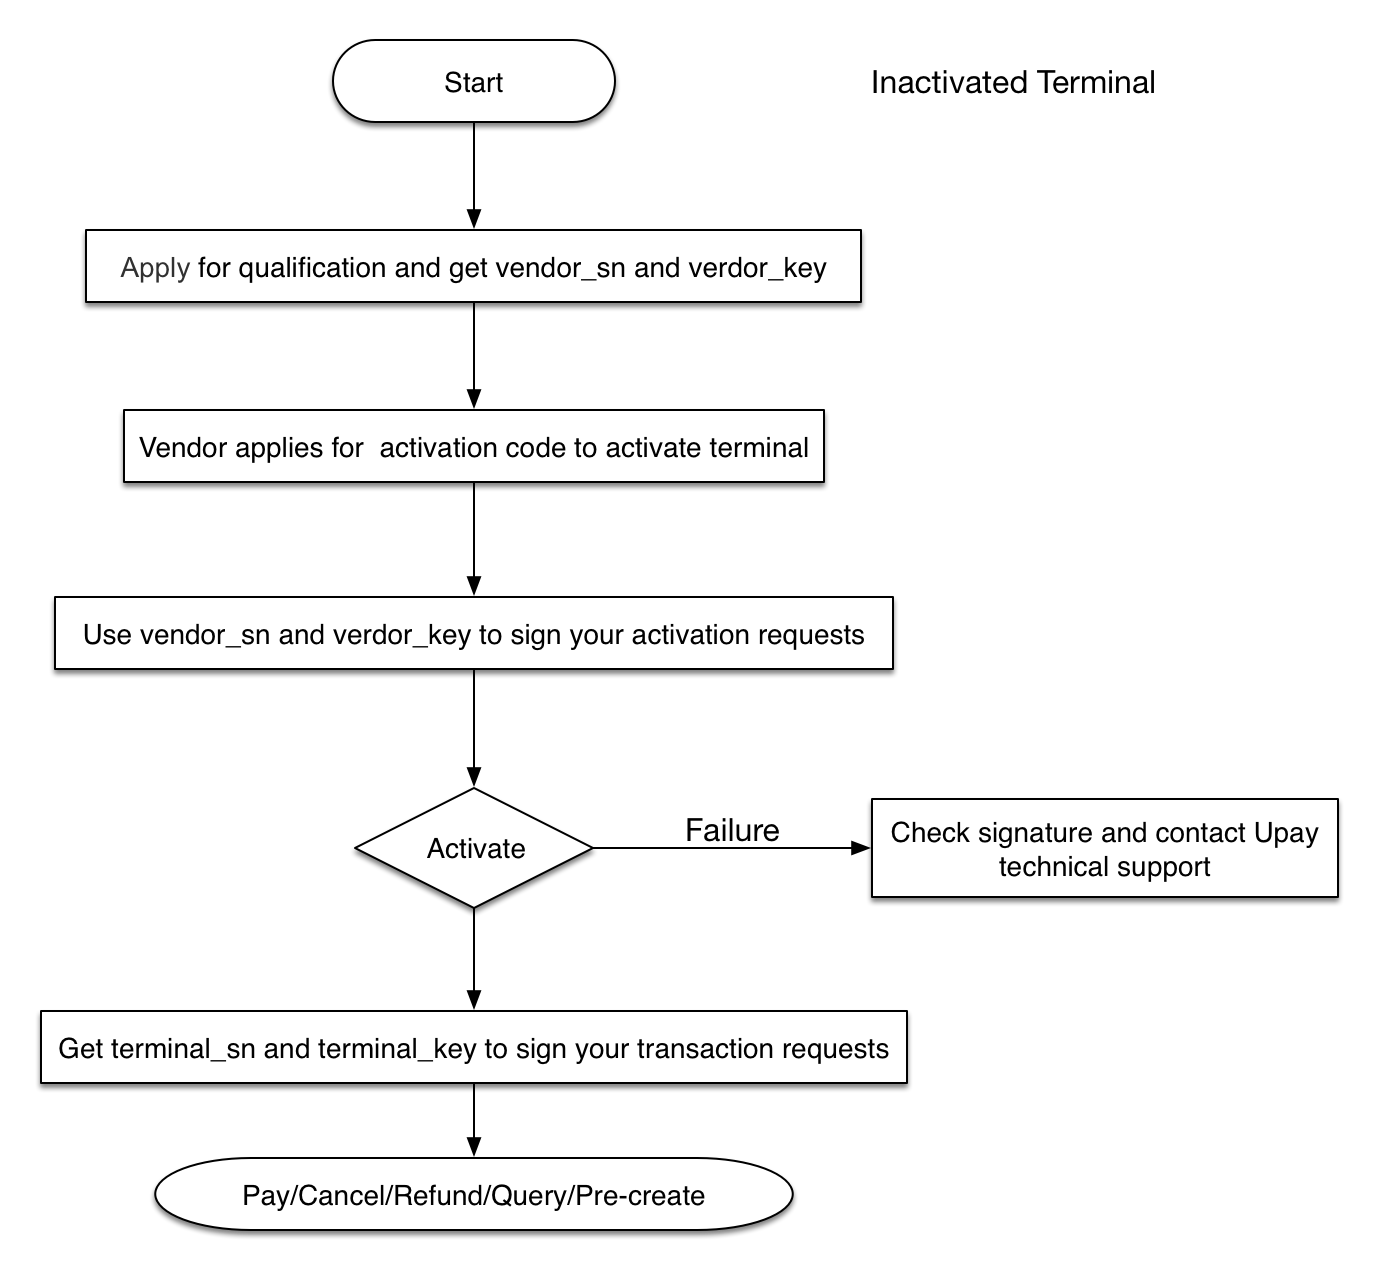 Start
Inactivated Terminal
Apply for qualification and get vendor_sn and verdor_key
Vendor applies for  activation code to activate terminal
Use vendor_sn and verdor_key to sign your activation requests
Activate
Failure
Check signature and contact Upay
technical support
Get terminal_sn and terminal_key to sign your transaction requests
Pay/Cancel/Refund/Query/Pre-create